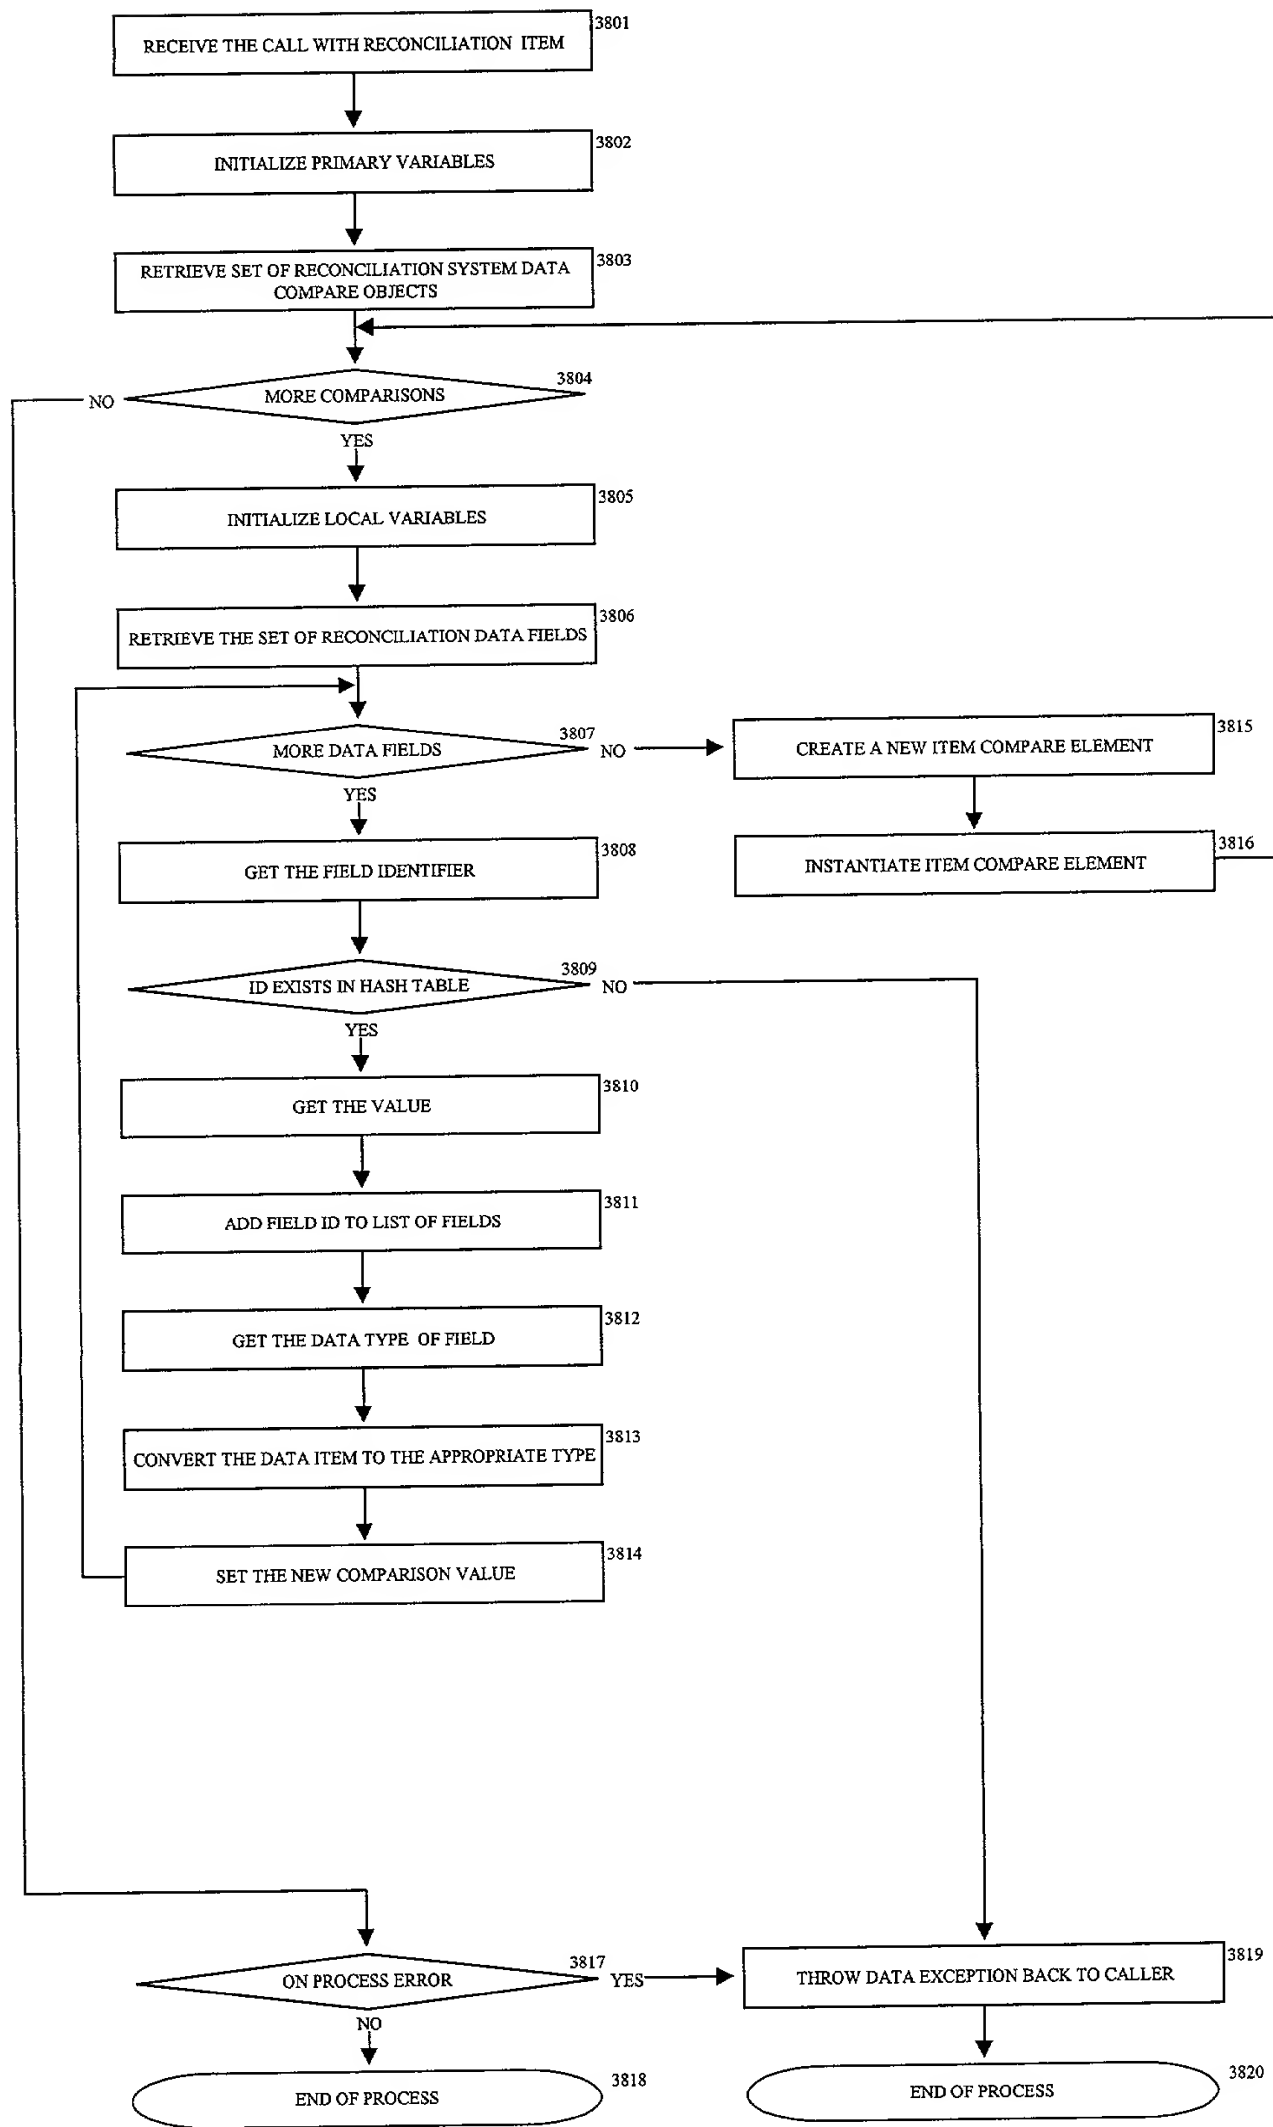 3801
RECEIVE THE CALL WITH RECONCILIATION ITEM
3802
INITIALIZE PRIMARY VARIABLES
3803
RETRIEVE SET OF RECONCILIATION SYSTEM DATA
COMPARE OBJECTS
3804
MORE COMPARISONS
NO
YES
3805
INITIALIZE LOCAL VARIABLES
3806
RETRIEVE THE SET OF RECONCILIATION DATA FIELDS
3807
MORE DATA FIELDS
NO
3815
CREATE A NEW ITEM COMPARE ELEMENT
YES
3808
GET THE FIELD IDENTIFIER
3816
INSTANTIATE ITEM COMPARE ELEMENT
3809
ID EXISTS IN HASH TABLE
NO
YES
3810
GET THE VALUE
3811
ADD FIELD ID TO LIST OF FIELDS
3812
GET THE DATA TYPE OF FIELD
3813
CONVERT THE DATA ITEM TO THE APPROPRIATE TYPE
3814
SET THE NEW COMPARISON VALUE
3817
ON PROCESS ERROR
YES
3819
THROW DATA EXCEPTION BACK TO CALLER
NO
3818
END OF PROCESS
3820
END OF PROCESS